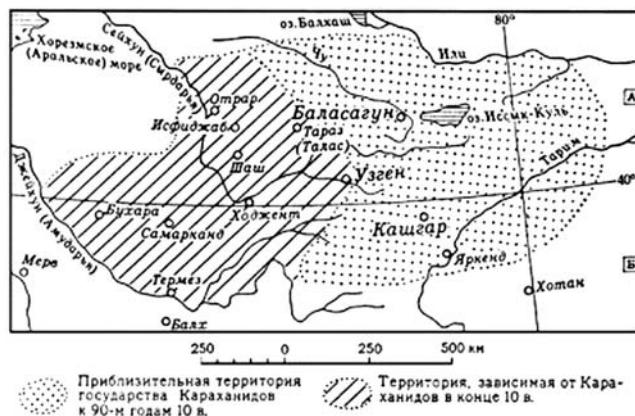 оз.Балхаш
80°
Хорезмское
(Аральское) море
Сейхун (Сырдарья)
Чу
Или
А
Отрар
Исфиджаб
Баласагун
оз.Иссык-Куль
Тараз
(Талас)
Шаш
Узген
Тарим
40°
Джейхун (Амударья)
Бухара
Ходжент
Самарканд
Кашгар
Мерв
Яркенд
Б
Термез
Хотан
Балх
250 0 250 500 км
Приблизительная территория
государства Караханидов
к 90-м годам 10 в.
Территория, зависимая от Кара-
ханидов в конце 10 в.